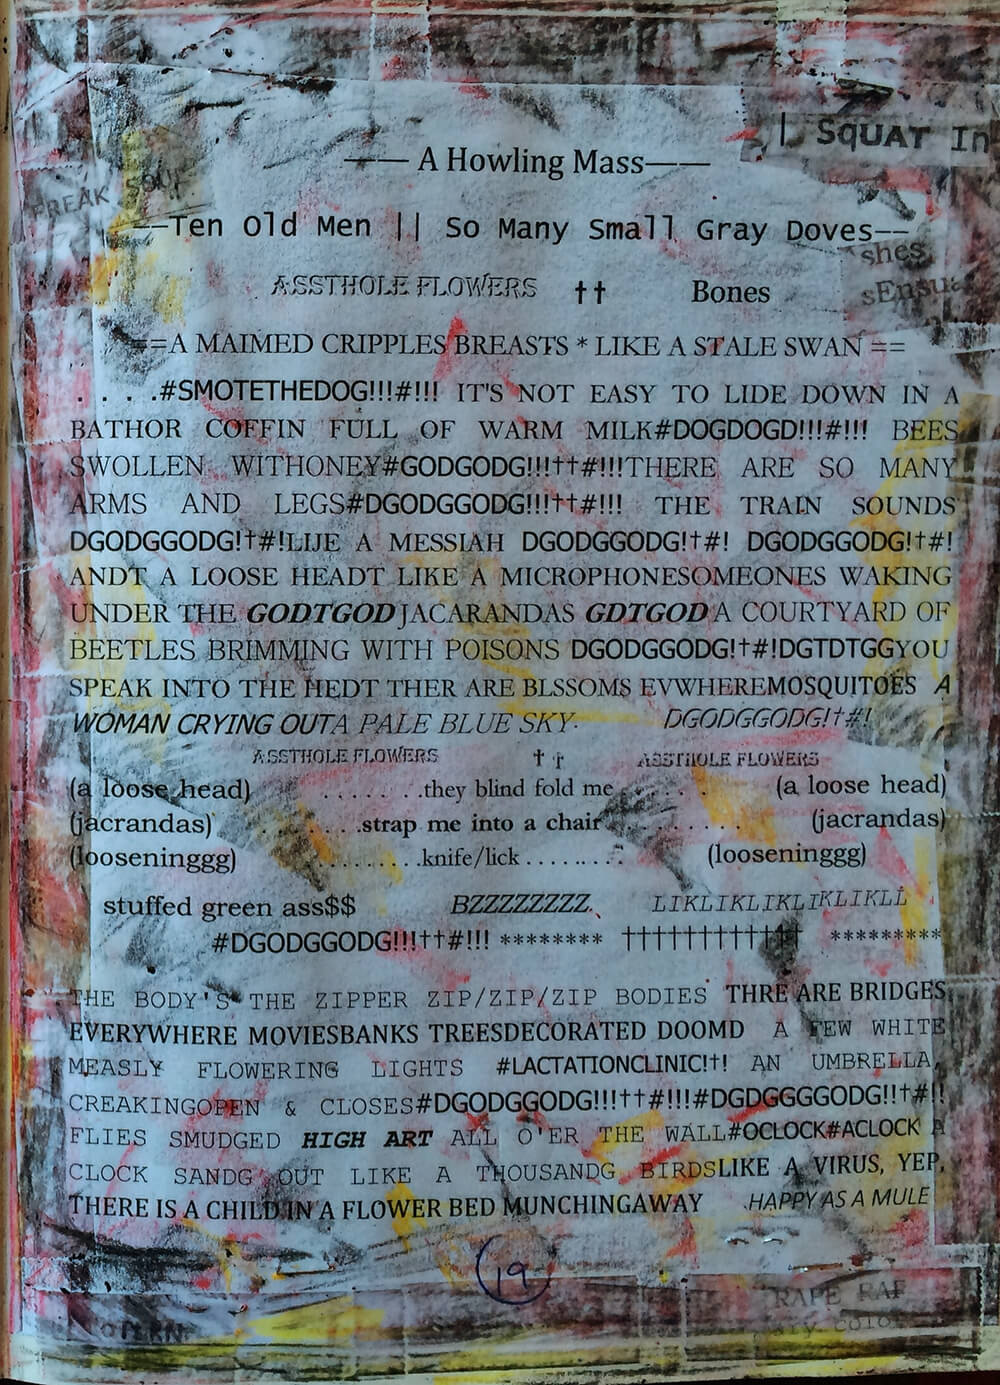 I SQUAT In
—— A Howling Mass——
FREAK SOUP
--Ten Old Men || So Many Small Gray Doves--
shes
sEnsua
ASSTHOLE FLOWERS †† Bones
==A MAIMED CRIPPLES BREASTS * LIKE A STALE SWAN ==
. . . .#SMOTETHEDOG!!!#!!! IT'S NOT EASY TO LIDE DOWN IN A
BATHOR COFFIN FULL OF WARM MILK#DOGDOGD!!!#!!! BEES
SWOLLEN WITHONEY#GODGODG!!!††#!!!THERE ARE SO MANY
ARMS AND LEGS#DGODGGODG!!!††#!!! THE TRAIN SOUNDS
DGODGGODG!†#!LIJE A MESSIAH DGODGGODG!†#! DGODGGODG!†#!
ANDT A LOOSE HEADT LIKE A MICROPHONESOMEONES WAKING
UNDER THE GODTGODJACARANDAS GDTGOD A COURTYARD OF
BEETLES BRIMMING WITH POISONS DGODGGODG!†#!DGTDTGGYOU
SPEAK INTO THE HEDT THER ARE BLSSOMS EVWHEREMOSQUITOES A
WOMAN CRYING OUTA PALE BLUE SKY. DGODGGODG!†#!
ASSTHOLE FLOWERS † † ASSTHOLE FLOWERS
(a loose head) . . . . . . .they blind fold me . . . . . . (a loose head)
(jacrandas) . . . .strap me into a chair . . . . . . . . . (jacrandas)
(looseninggg) . . . . . . . . .knife/lick . . . . . . . . (looseninggg)
stuffed green ass$$ BZZZZZZZZ. LIKLIKLIKLIKLIKLL
#DGODGGODG!!!††#!!! ******** †††††††††††† *********
THE BODY'S THE ZIPPER ZIP/ZIP/ZIP BODIES THRE ARE BRIDGES
EVERYWHERE MOVIESBANKS TREESDECORATED DOOMD A FEW WHITE
MEASLY FLOWERING LIGHTS #LACTATIONCLINIC!†! AN UMBRELLA,
CREAKINGOPEN & CLOSES#DGODGGODG!!!††#!!!#DGDGGGGODG!!†#!!
FLIES SMUDGED HIGH ART ALL O'ER THE WALL#OCLOCK#ACLOCK A
CLOCK SANDG OUT LIKE A THOUSANDG BIRDSLIKE A VIRUS, YEP,
THERE IS A CHILD IN A FLOWER BED MUNCHINGAWAY .HAPPY AS A MULE
19
RAPE RAF